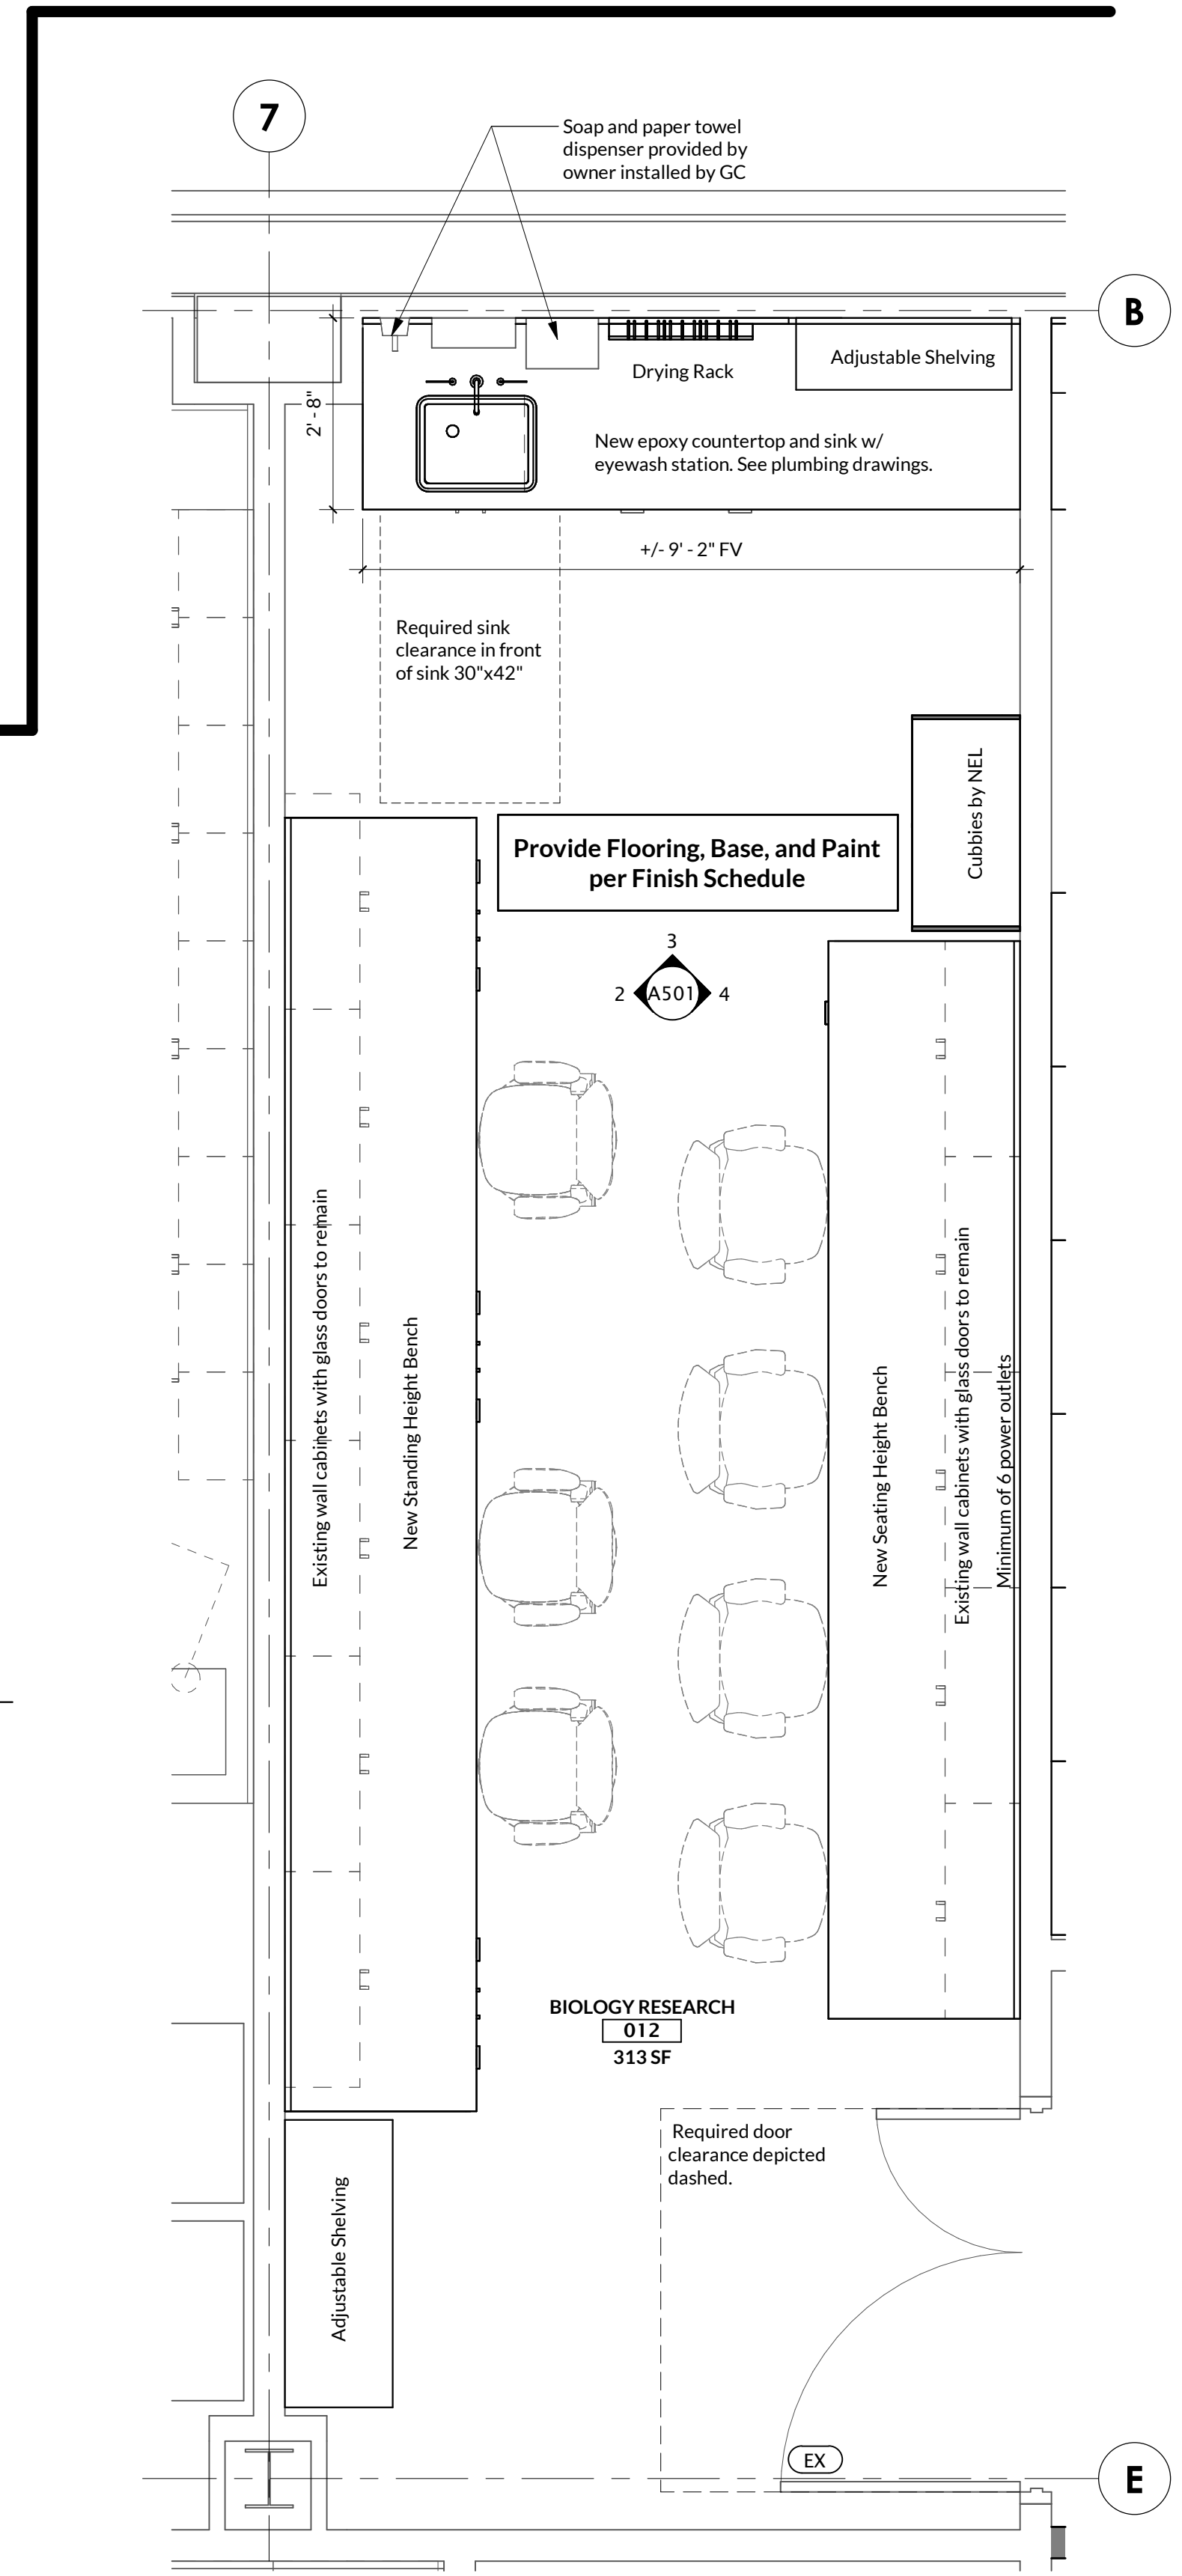 7
Soap and paper towel
dispenser provided by
owner installed by GC
B
2' - 8"
Drying Rack
Adjustable Shelving
New epoxy countertop and sink w/
eyewash station. See plumbing drawings.
+/- 9' - 2" FV
Required sink
clearance in front
of sink 30"x42"
Cubbies by NEL
Provide Flooring, Base, and Paint
per Finish Schedule
3
2 A501 4
Existing wall cabinets with glass doors to remain
New Standing Height Bench
New Seating Height Bench
Existing wall cabinets with glass doors to remain
Minimum of 6 power outlets
BIOLOGY RESEARCH
012
313 SF
Required door
clearance depicted
dashed.
Adjustable Shelving
EX
E